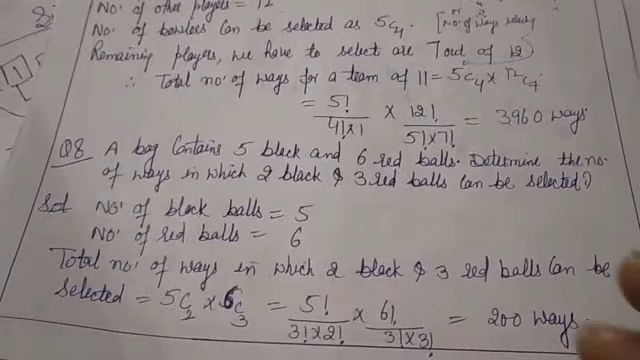 No. of other players = 12
No. of bowlers can be selected as 5C4. [No. of ways
Remaining players, we have to select are 7 out of 12
∴ Total no. of ways for a team of 11 = 5C4 × 12C7
= 5!/4!×1 × 12!/5!×7! = 3960 ways
Q8 A bag contains 5 black and 6 red balls. Determine the no.
of ways in which 2 black & 3 red balls can be selected?
Sol No. of black balls = 5
No. of red balls = 6
Total no. of ways in which 2 black & 3 red balls can be
selected = 5C2 × 6C3 = 5!/3!×2! × 6!/3!×3! = 200 ways.
1